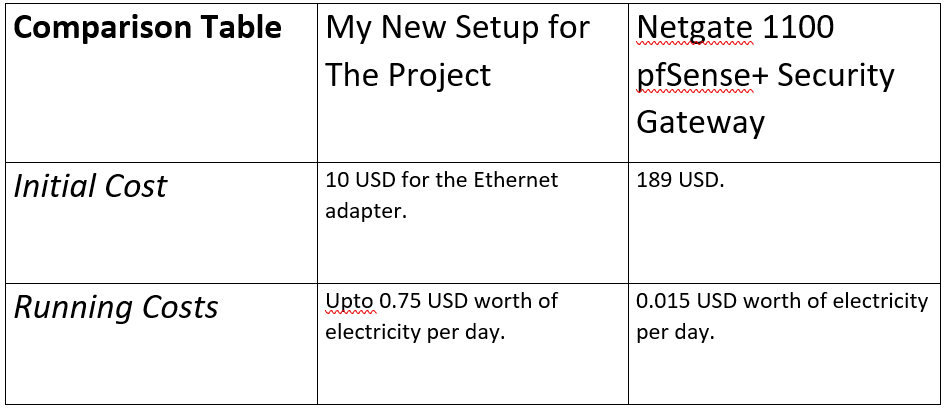 Comparison Table
My New Setup for
The Project
Netgate 1100
pfSense+ Security
Gateway
Initial Cost
10 USD for the Ethernet
adapter.
189 USD.
Running Costs
Upto 0.75 USD worth of
electricity per day.
0.015 USD worth of electricity
per day.